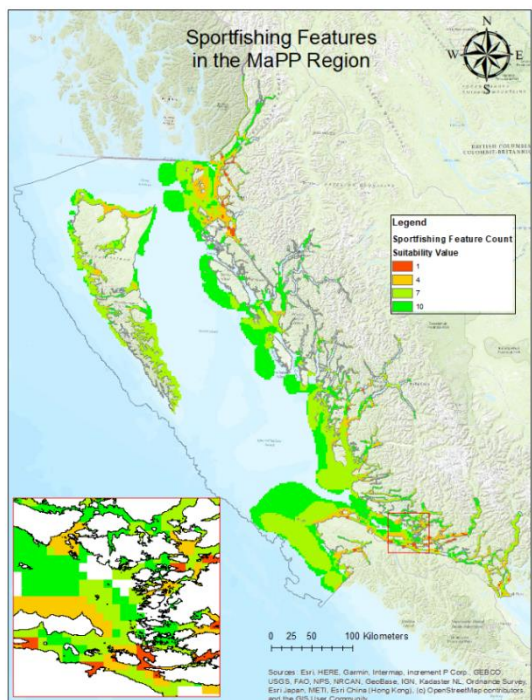 Sportfishing Features
in the MaPP Region
N
W
E
S
BRITISH COLUMBIA
COLOMBIE-BRITANNIQUE
Legend
Sportfishing Feature Count
Suitability Value
1
4
7
10
0 25 50 100 Kilometers
Sources: Esri, HERE, Garmin, Intermap, increment P Corp., GEBCO,
USGS, FAO, NPS, NRCAN, GeoBase, IGN, Kadaster NL, Ordnance Survey,
Esri Japan, METI, Esri China (Hong Kong), (c) OpenStreetMap contributors,
and the GIS User Community